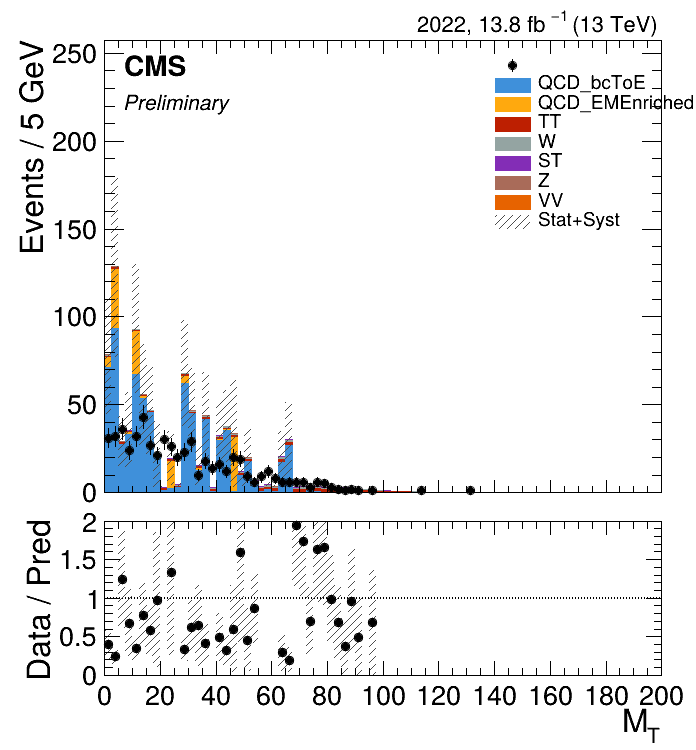 2022, 13.8 fb⁻¹ (13 TeV)
Events / 5 GeV
250
200
150
100
50
0
CMS
Preliminary
QCD_bcToE
QCD_EMEnriched
TT
W
ST
Z
VV
Stat+Syst
Data / Pred
2
1.5
1
0.5
0
0 20 40 60 80 100 120 140 160 180 200
M_T